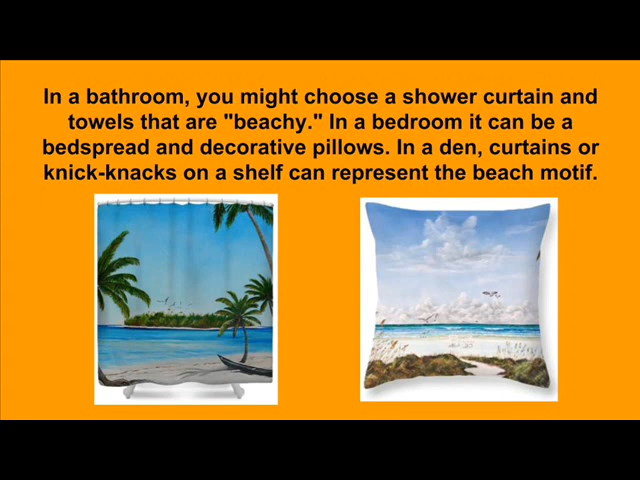 In a bathroom, you might choose a shower curtain and
towels that are "beachy." In a bedroom it can be a
bedspread and decorative pillows. In a den, curtains or
knick-knacks on a shelf can represent the beach motif.